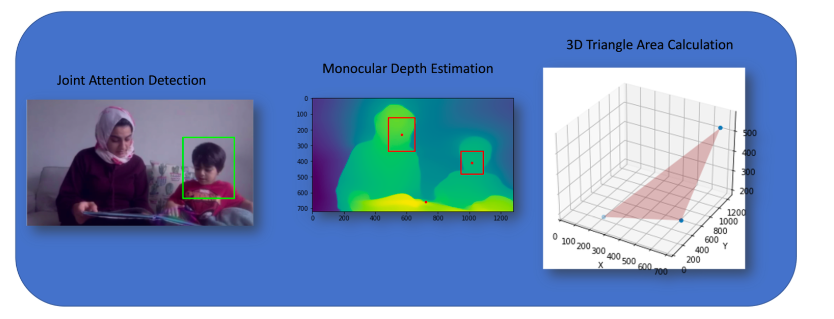 Joint Attention Detection
Monocular Depth Estimation
3D Triangle Area Calculation
0
100
200
300
400
500
600
700
0 200 400 600 800 1000 1200
500
400
300
200
0 100 200 300 400 500 600 700
X
0 200 400 600 800 1000 1200
Y